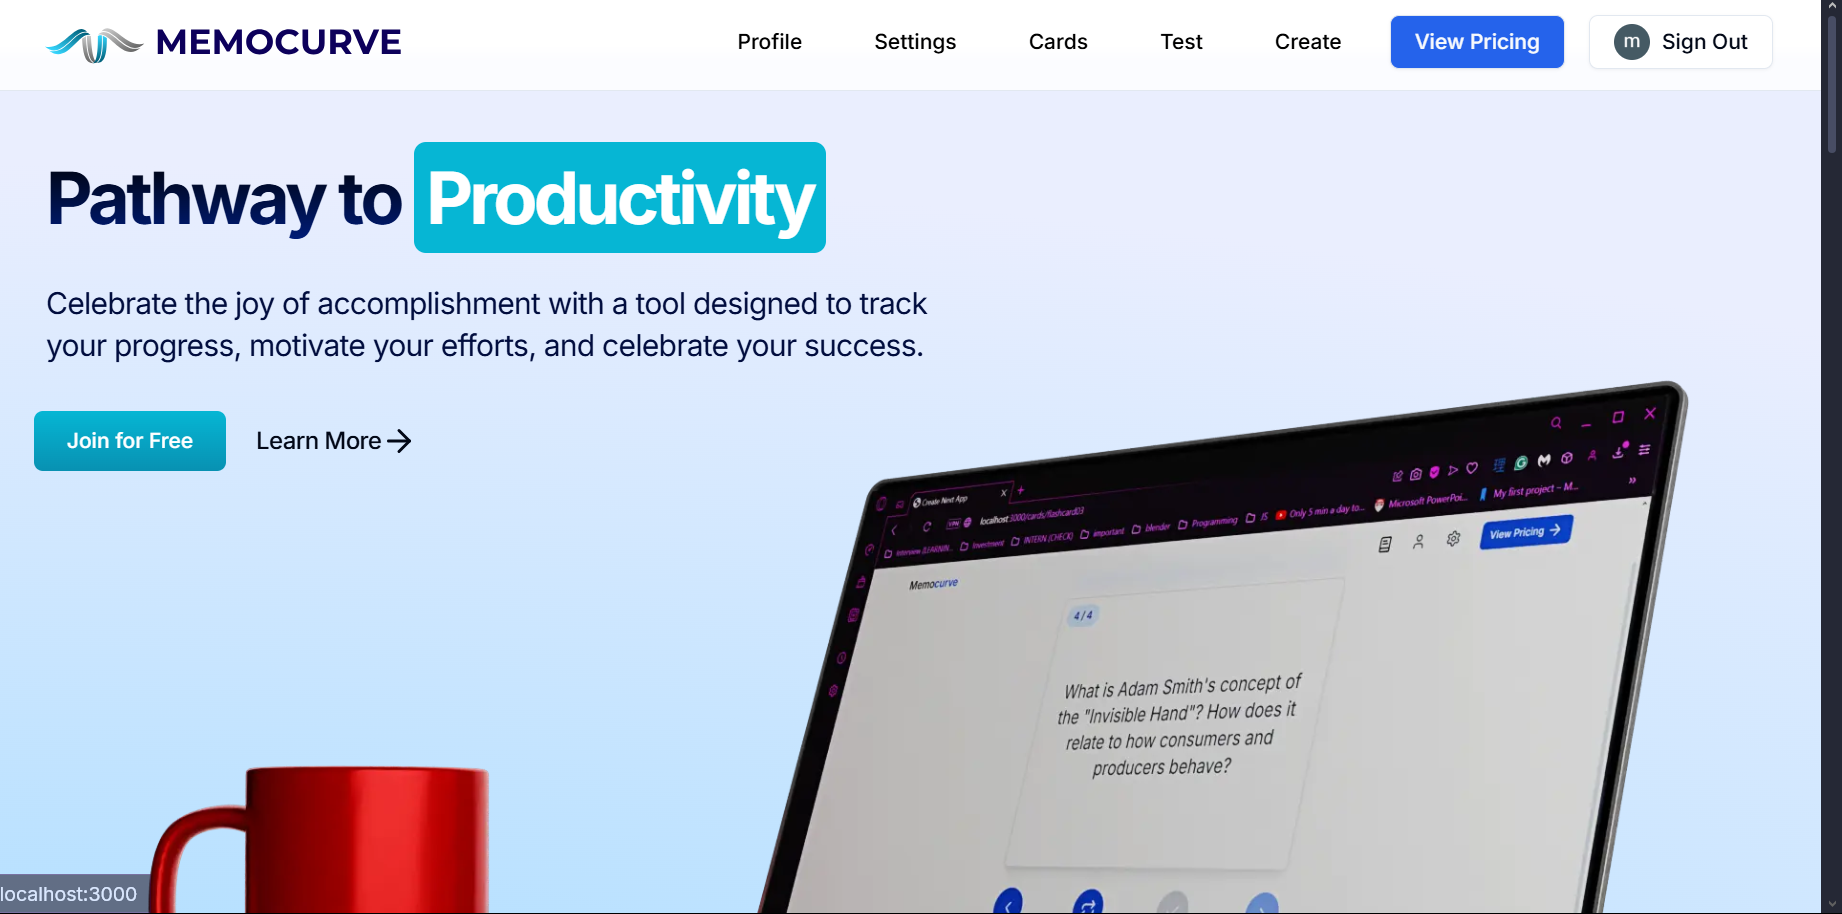 MEMOCURVE
Profile
Settings
Cards
Test
Create
View Pricing
m
Sign Out
Pathway to Productivity
Celebrate the joy of accomplishment with a tool designed to track
your progress, motivate your efforts, and celebrate your success.
Join for Free
Learn More
Create Next App
VPN
localhost:3000/cards/flashcard03
Investment
INTERN (CHECK)
important
blender
Programming
JS
Only 5 min a day to...
Microsoft PowerPoi...
My first project – M...
Memocurve
View Pricing
4 / 4
What is Adam Smith's concept of
the "Invisible Hand"? How does it
relate to how consumers and
producers behave?
localhost:3000